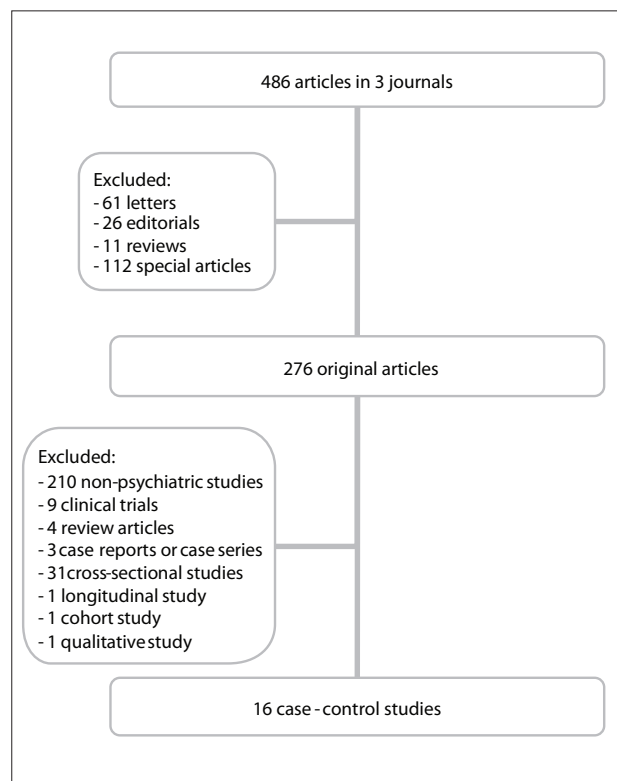 486 articles in 3 journals
Excluded:
- 61 letters
- 26 editorials
- 11 reviews
- 112 special articles
276 original articles
Excluded:
- 210 non-psychiatric studies
- 9 clinical trials
- 4 review articles
- 3 case reports or case series
- 31cross-sectional studies
- 1 longitudinal study
- 1 cohort study
- 1 qualitative study
16 case - control studies